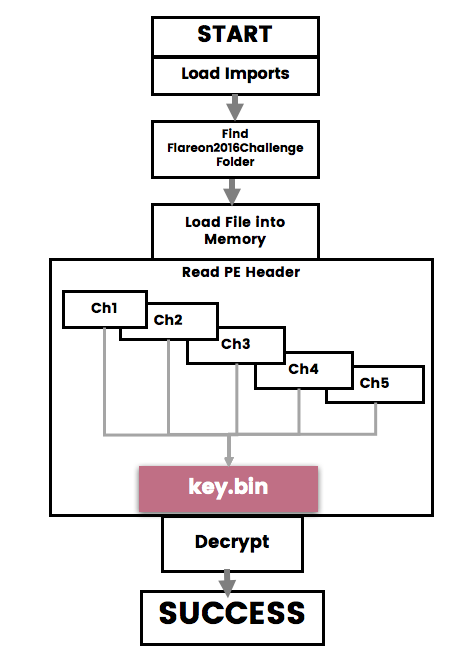 START
Load Imports
Find
Flareon2016Challenge
Folder
Load File into
Memory
Read PE Header
Ch1
Ch2
Ch3
Ch4
Ch5
key.bin
Decrypt
SUCCESS